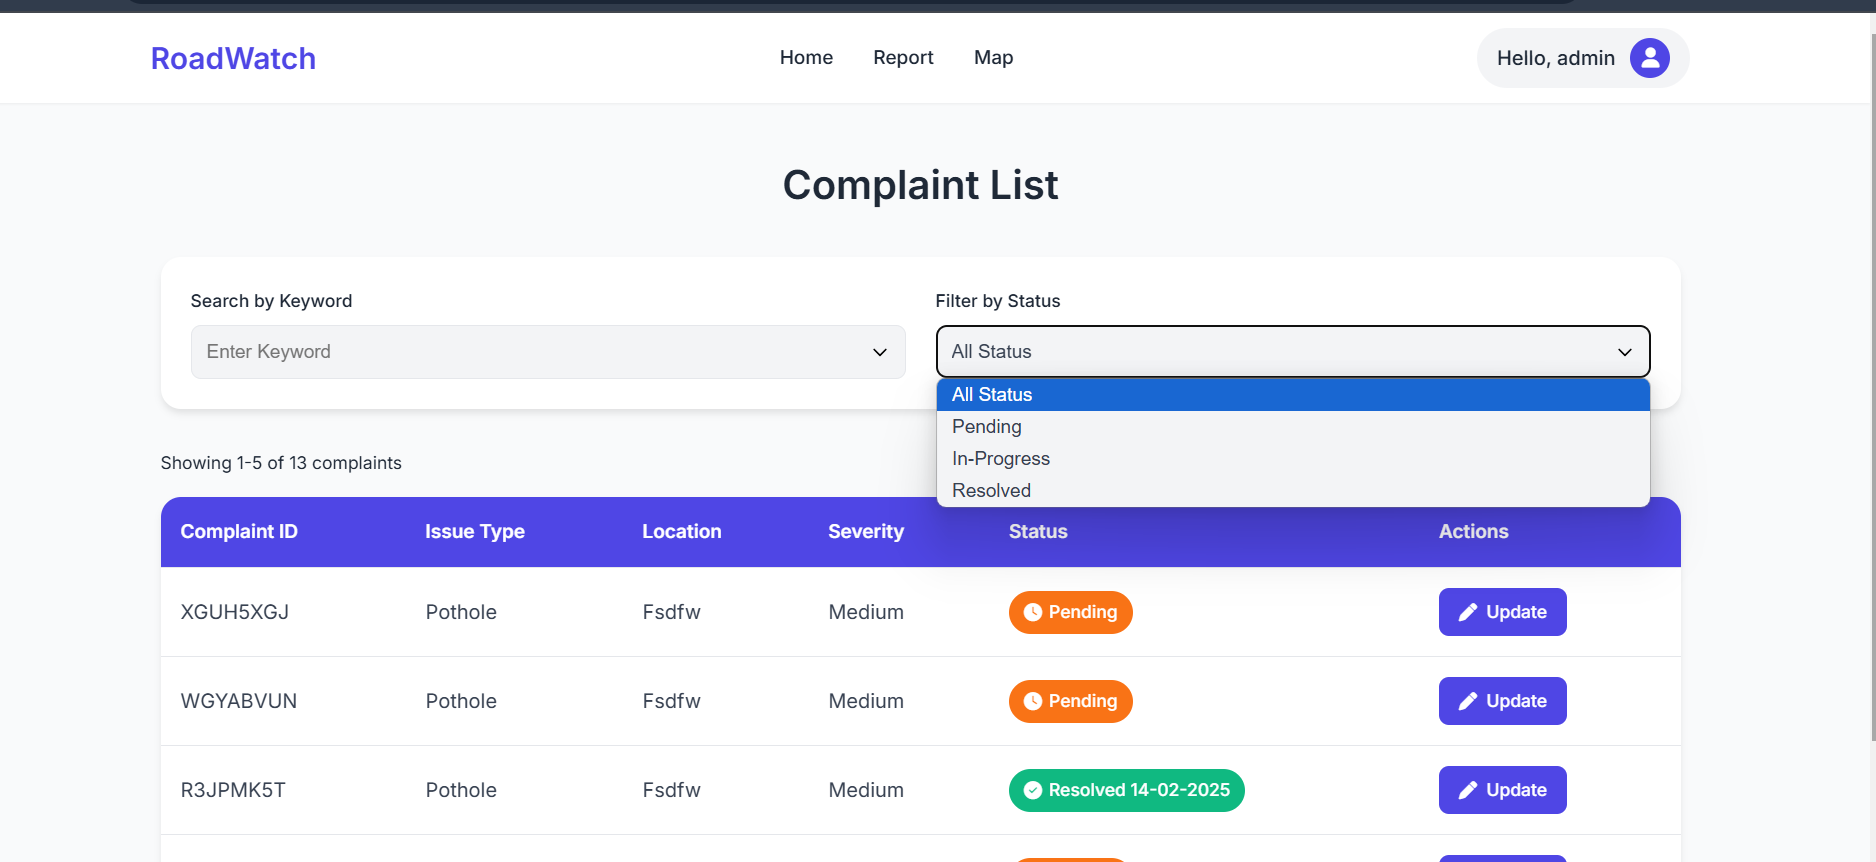 RoadWatch
Home Report Map
Hello, admin
Complaint List
Search by Keyword
Enter Keyword
Filter by Status
All Status
All Status
Pending
In-Progress
Resolved
Showing 1-5 of 13 complaints
Complaint ID Issue Type Location Severity Status Actions
XGUH5XGJ Pothole Fsdfw Medium Pending Update
WGYABVUN Pothole Fsdfw Medium Pending Update
R3JPMK5T Pothole Fsdfw Medium Resolved 14-02-2025 Update